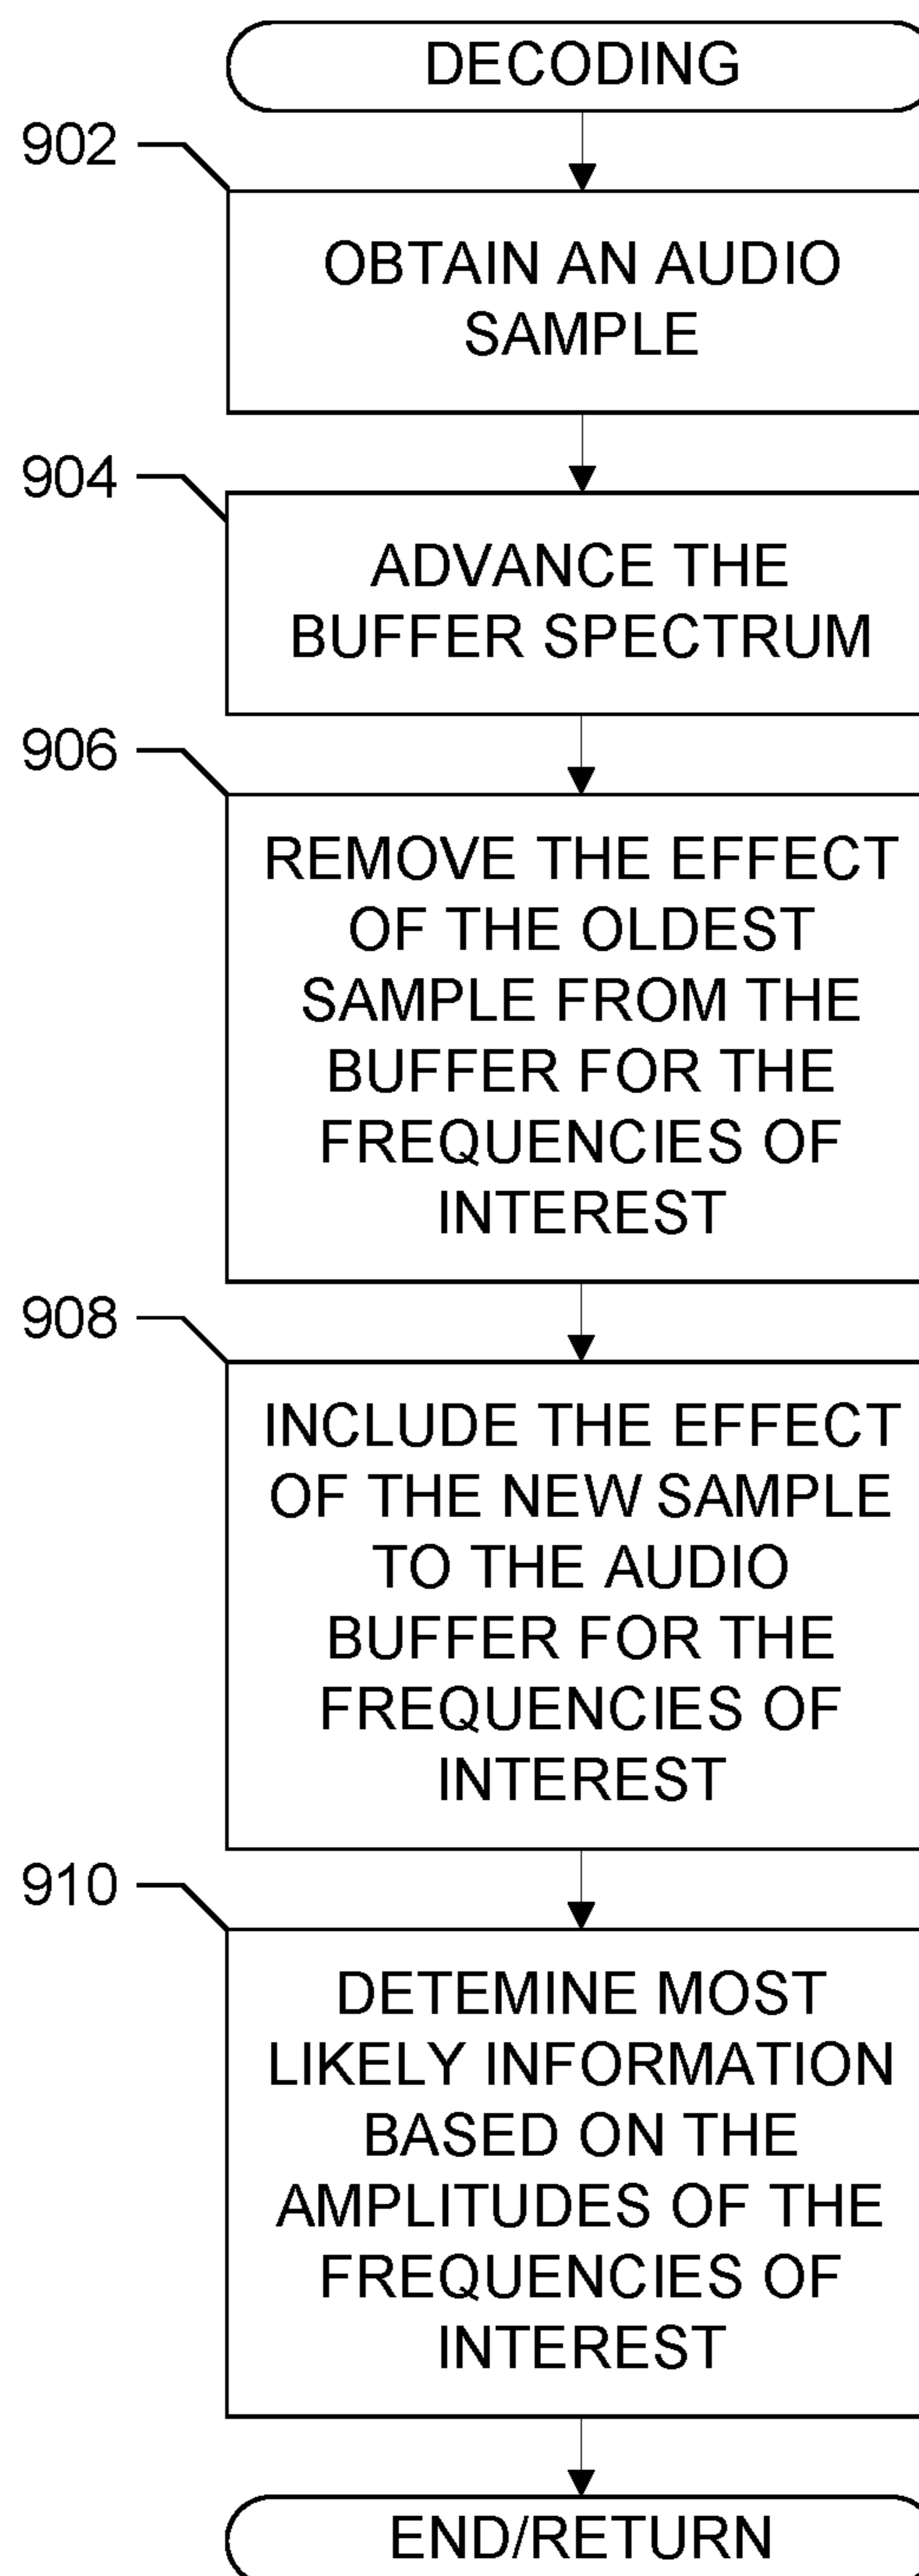 DECODING
902
OBTAIN AN AUDIO
SAMPLE
904
ADVANCE THE
BUFFER SPECTRUM
906
REMOVE THE EFFECT
OF THE OLDEST
SAMPLE FROM THE
BUFFER FOR THE
FREQUENCIES OF
INTEREST
908
INCLUDE THE EFFECT
OF THE NEW SAMPLE
TO THE AUDIO
BUFFER FOR THE
FREQUENCIES OF
INTEREST
910
DETEMINE MOST
LIKELY INFORMATION
BASED ON THE
AMPLITUDES OF THE
FREQUENCIES OF
INTEREST
END/RETURN